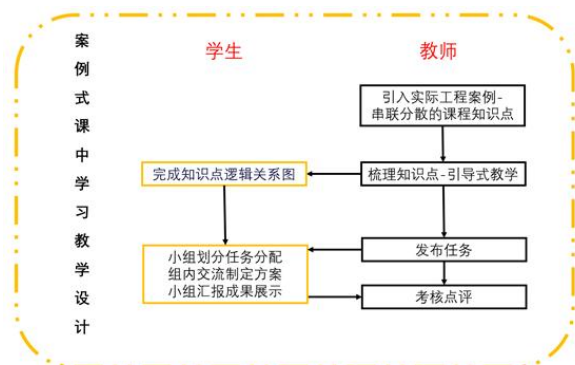 案例式课中学习教学设计
学生
教师
引入实际工程案例-
串联分散的课程知识点
完成知识点逻辑关系图
梳理知识点-引导式教学
小组划分任务分配
组内交流制定方案
小组汇报成果展示
发布任务
考核点评